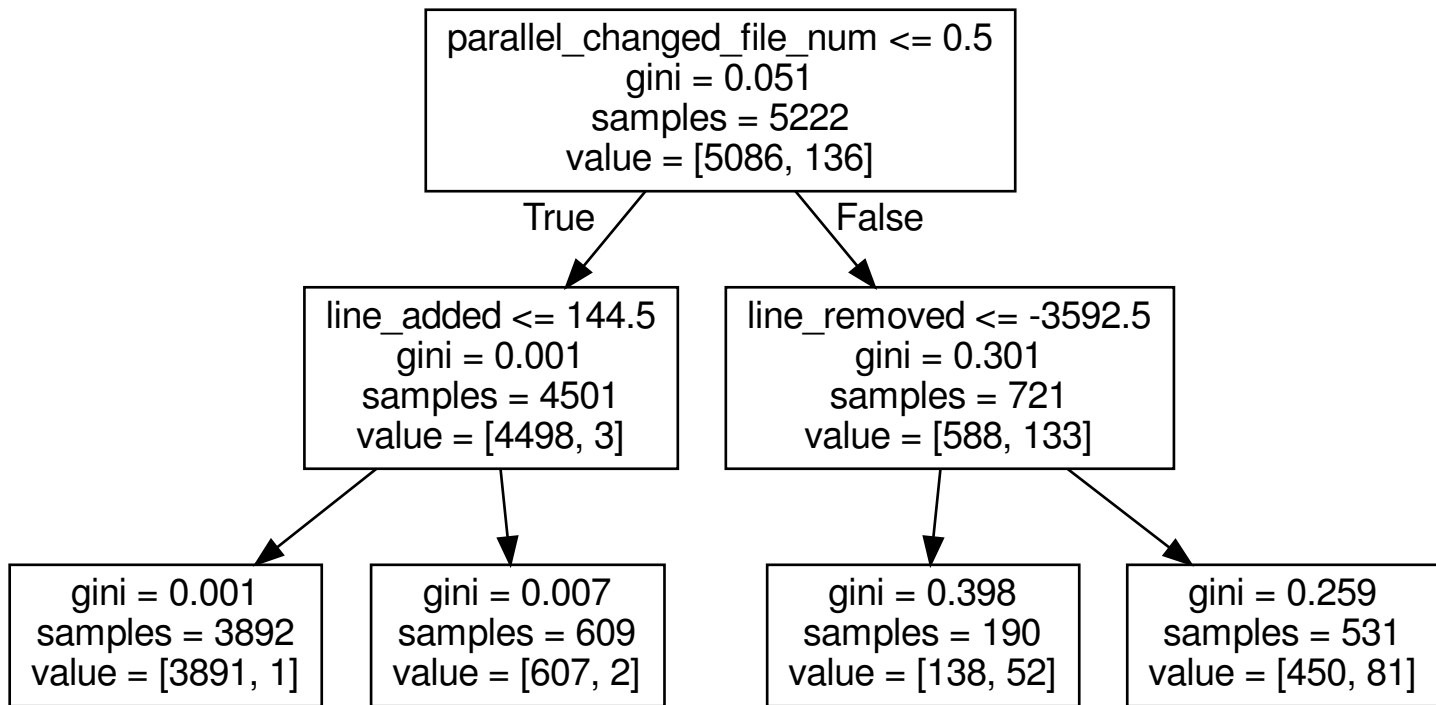 parallel_changed_file_num <= 0.5
gini = 0.051
samples = 5222
value = [5086, 136]
True
False
line_added <= 144.5
gini = 0.001
samples = 4501
value = [4498, 3]
line_removed <= -3592.5
gini = 0.301
samples = 721
value = [588, 133]
gini = 0.001
samples = 3892
value = [3891, 1]
gini = 0.007
samples = 609
value = [607, 2]
gini = 0.398
samples = 190
value = [138, 52]
gini = 0.259
samples = 531
value = [450, 81]